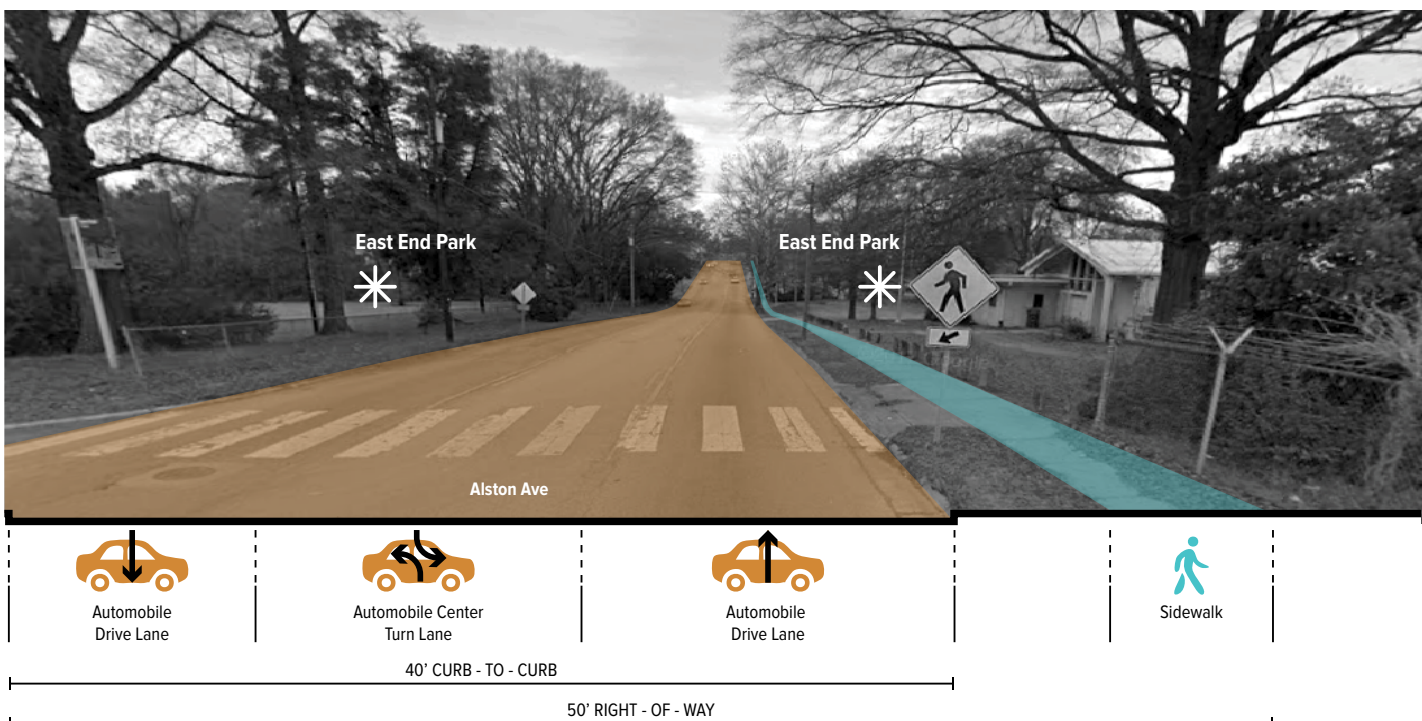 East End Park
East End Park
Alston Ave
Automobile
Drive Lane
Automobile Center
Turn Lane
Automobile
Drive Lane
Sidewalk
40’ CURB - TO - CURB
50’ RIGHT - OF - WAY